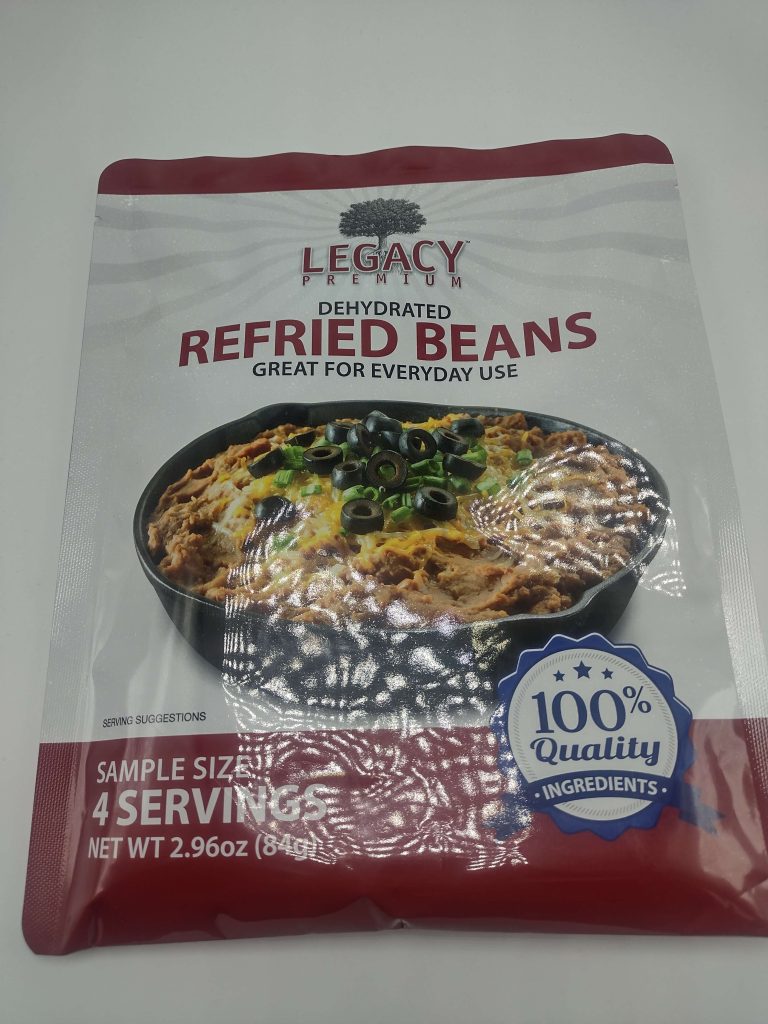 LEGACY™
PREMIUM
DEHYDRATED
REFRIED BEANS
GREAT FOR EVERYDAY USE
SERVING SUGGESTIONS
100%
Quality
· INGREDIENTS ·
SAMPLE SIZE
4 SERVINGS
NET WT 2.96oz (84g)